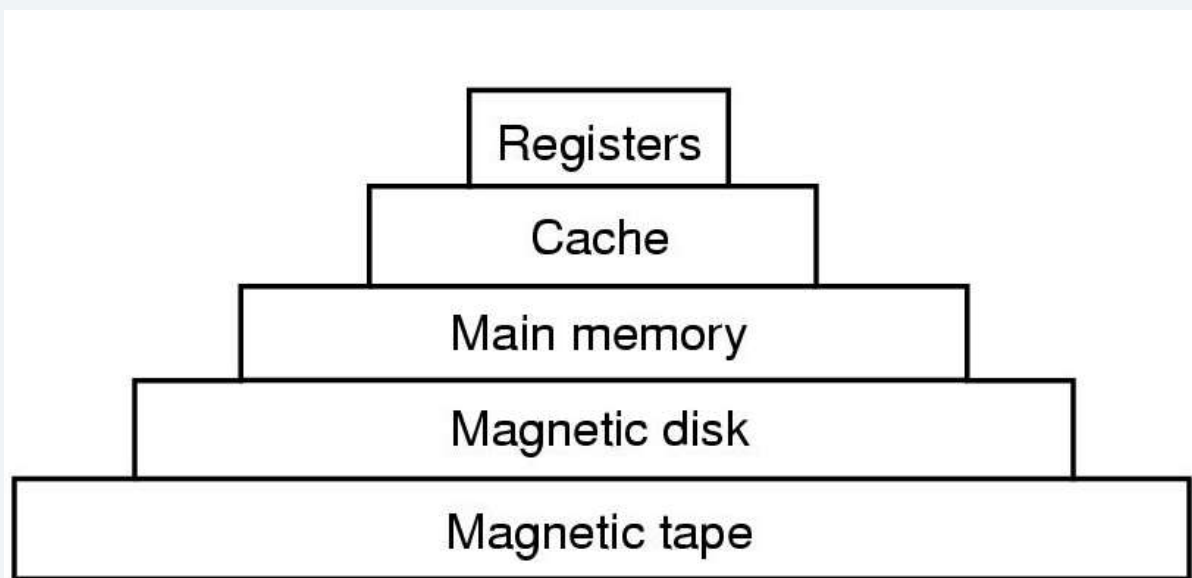 Registers
Cache
Main memory
Magnetic disk
Magnetic tape